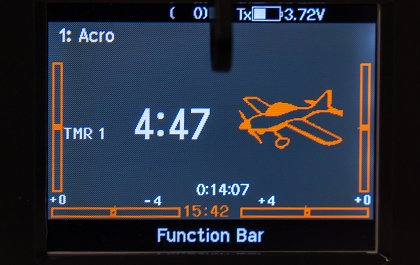 ( 0) Tx 3.72V
1: Acro
TMR 1 4:47
0:14:07
+0 -4 +4 +0
15:42
Function Bar